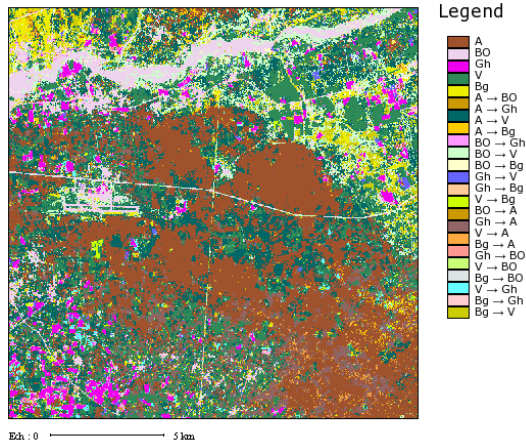 Legend
A
BO
Gh
V
Bg
A → BO
A → Gh
A → V
A → Bg
BO → Gh
BO → V
BO → Bg
Gh → V
Gh → Bg
V → Bg
BO → A
Gh → A
V → A
Bg → A
Gh → BO
V → BO
Bg → BO
V → Gh
Bg → Gh
Bg → V
Ech : 0 5 km